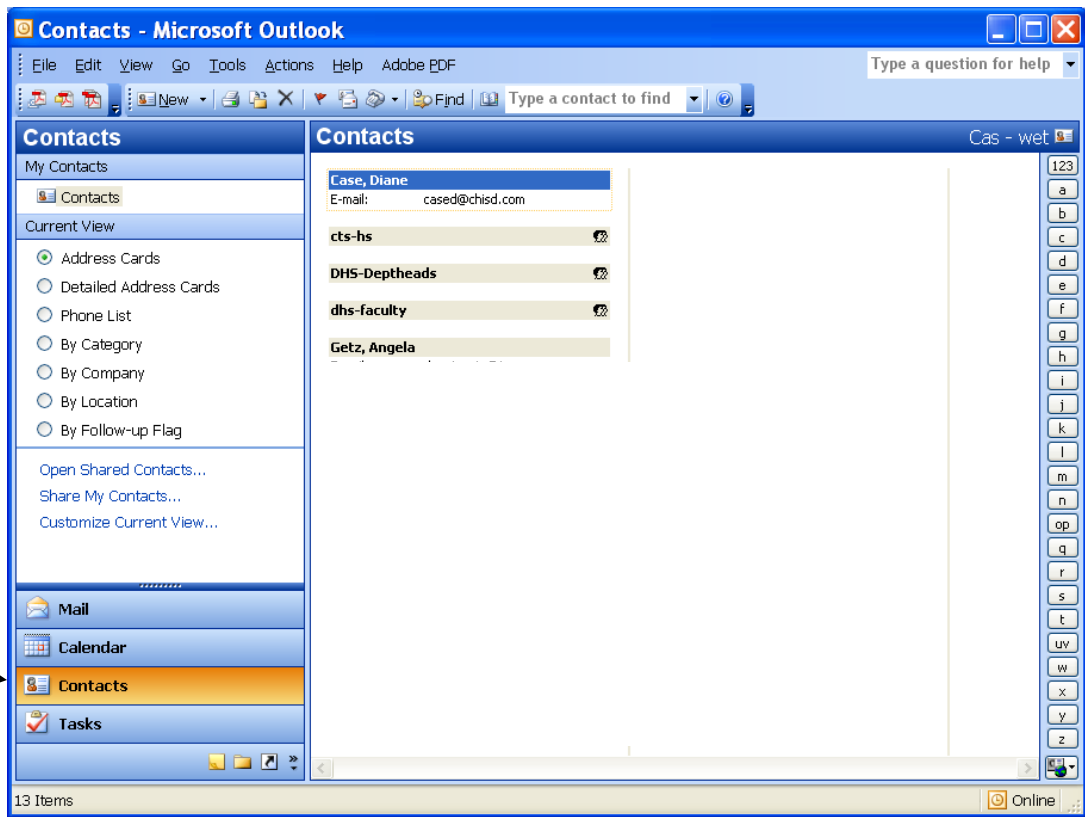 Contacts - Microsoft Outlook
File Edit View Go Tools Actions Help Adobe PDF Type a question for help
New Find Type a contact to find
Contacts
My Contacts
Contacts
Current View
Address Cards
Detailed Address Cards
Phone List
By Category
By Company
By Location
By Follow-up Flag
Open Shared Contacts...
Share My Contacts...
Customize Current View...
Mail
Calendar
Contacts
Tasks
Contacts Cas - wet
Case, Diane
E-mail: cased@chisd.com
cts-hs
DHS-Deptheads
dhs-faculty
Getz, Angela
123
a
b
c
d
e
f
g
h
i
j
k
l
m
n
op
q
r
s
t
uv
w
x
y
z
13 Items Online